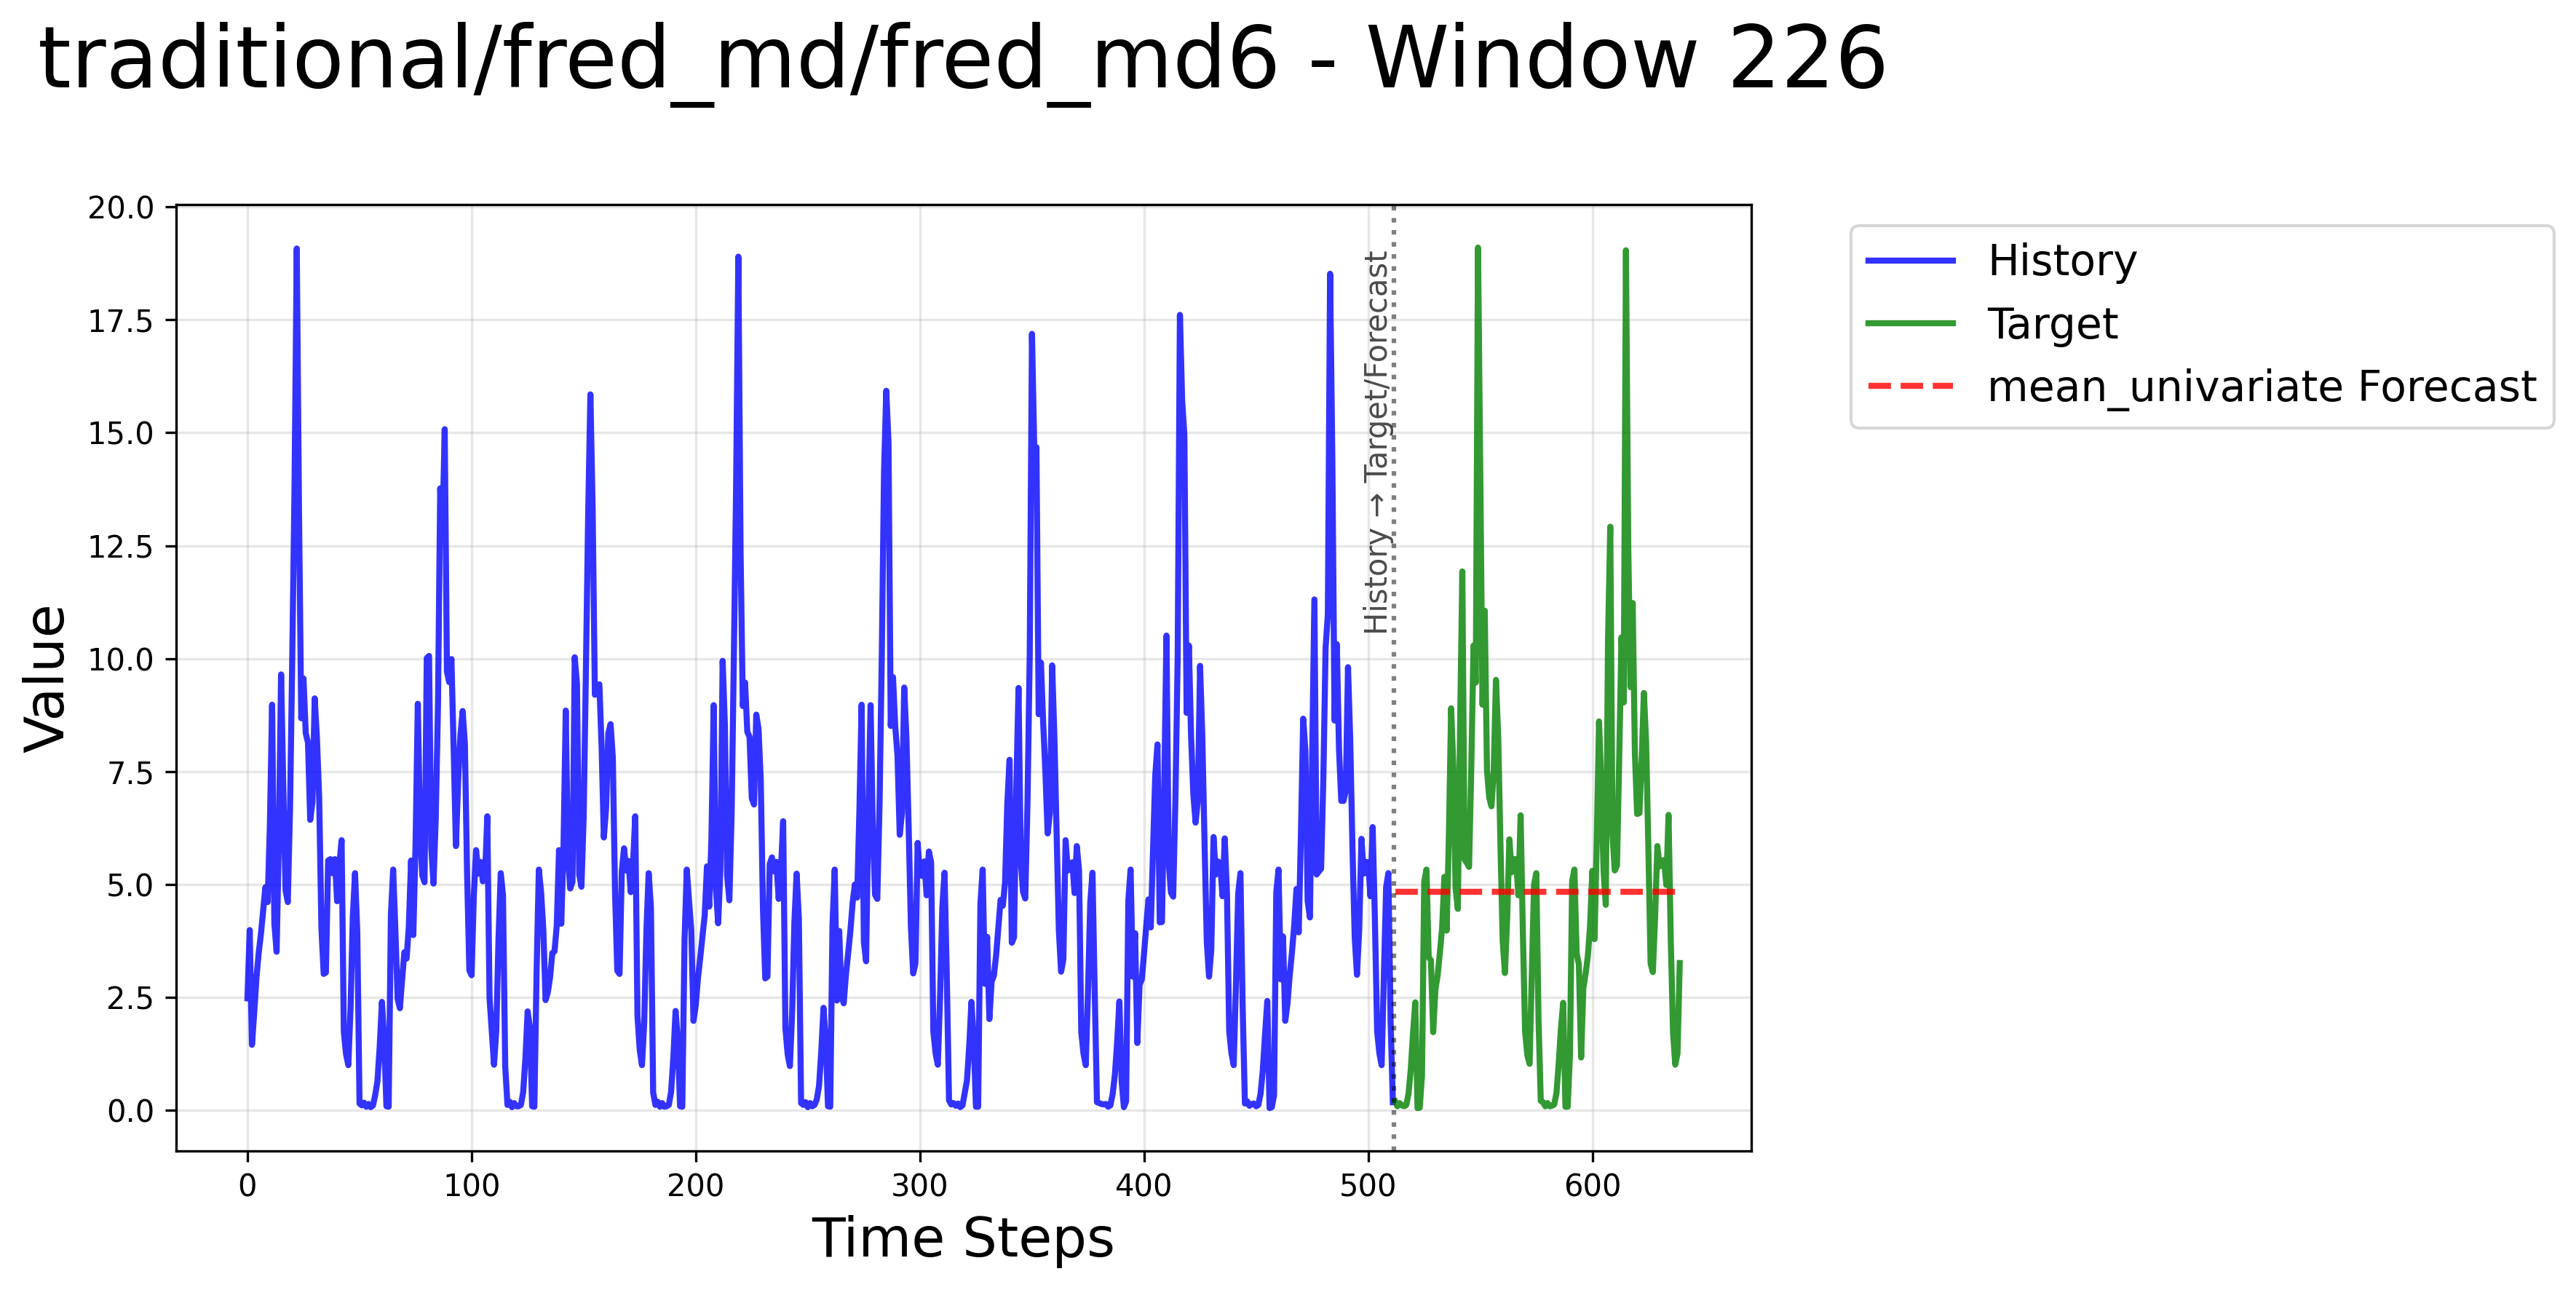 traditional/fred_md/fred_md6 - Window 226
20.0
17.5
15.0
12.5
10.0
7.5
5.0
2.5
0.0
Value
History → Target/Forecast
0 100 200 300 400 500 600
Time Steps
History
Target
mean_univariate Forecast